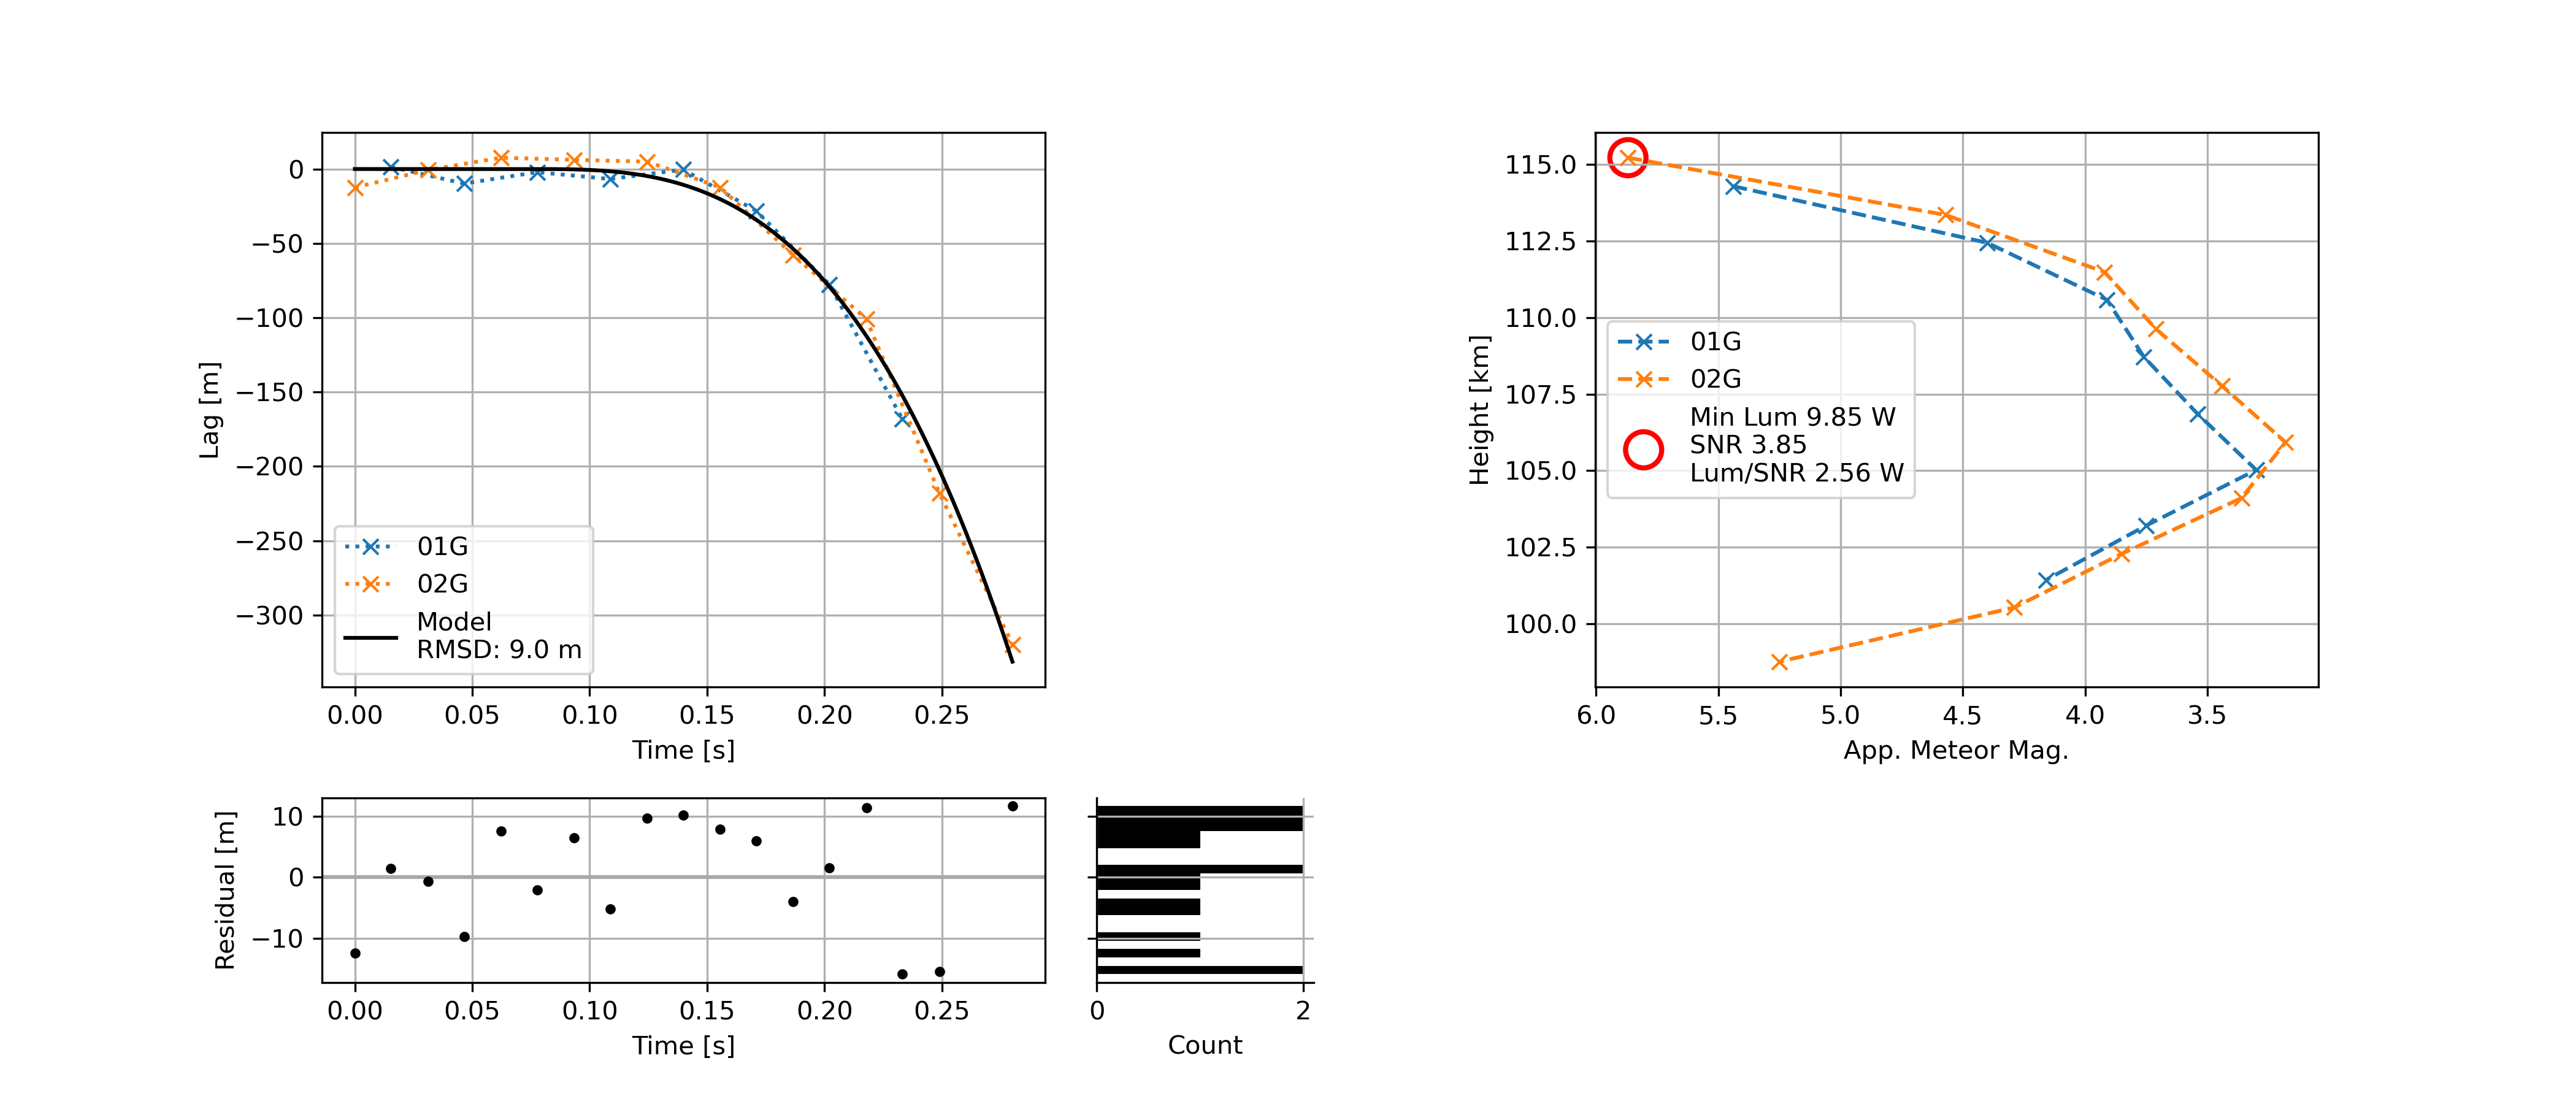 0
−50
−100
−150
−200
−250
−300
Lag [m]
01G
02G
Model
RMSD: 9.0 m
0.00 0.05 0.10 0.15 0.20 0.25
Time [s]
115.0
112.5
110.0
107.5
105.0
102.5
100.0
Height [km]
01G
02G
Min Lum 9.85 W
SNR 3.85
Lum/SNR 2.56 W
6.0 5.5 5.0 4.5 4.0 3.5
App. Meteor Mag.
10
0
−10
Residual [m]
0.00 0.05 0.10 0.15 0.20 0.25
Time [s]
0 2
Count